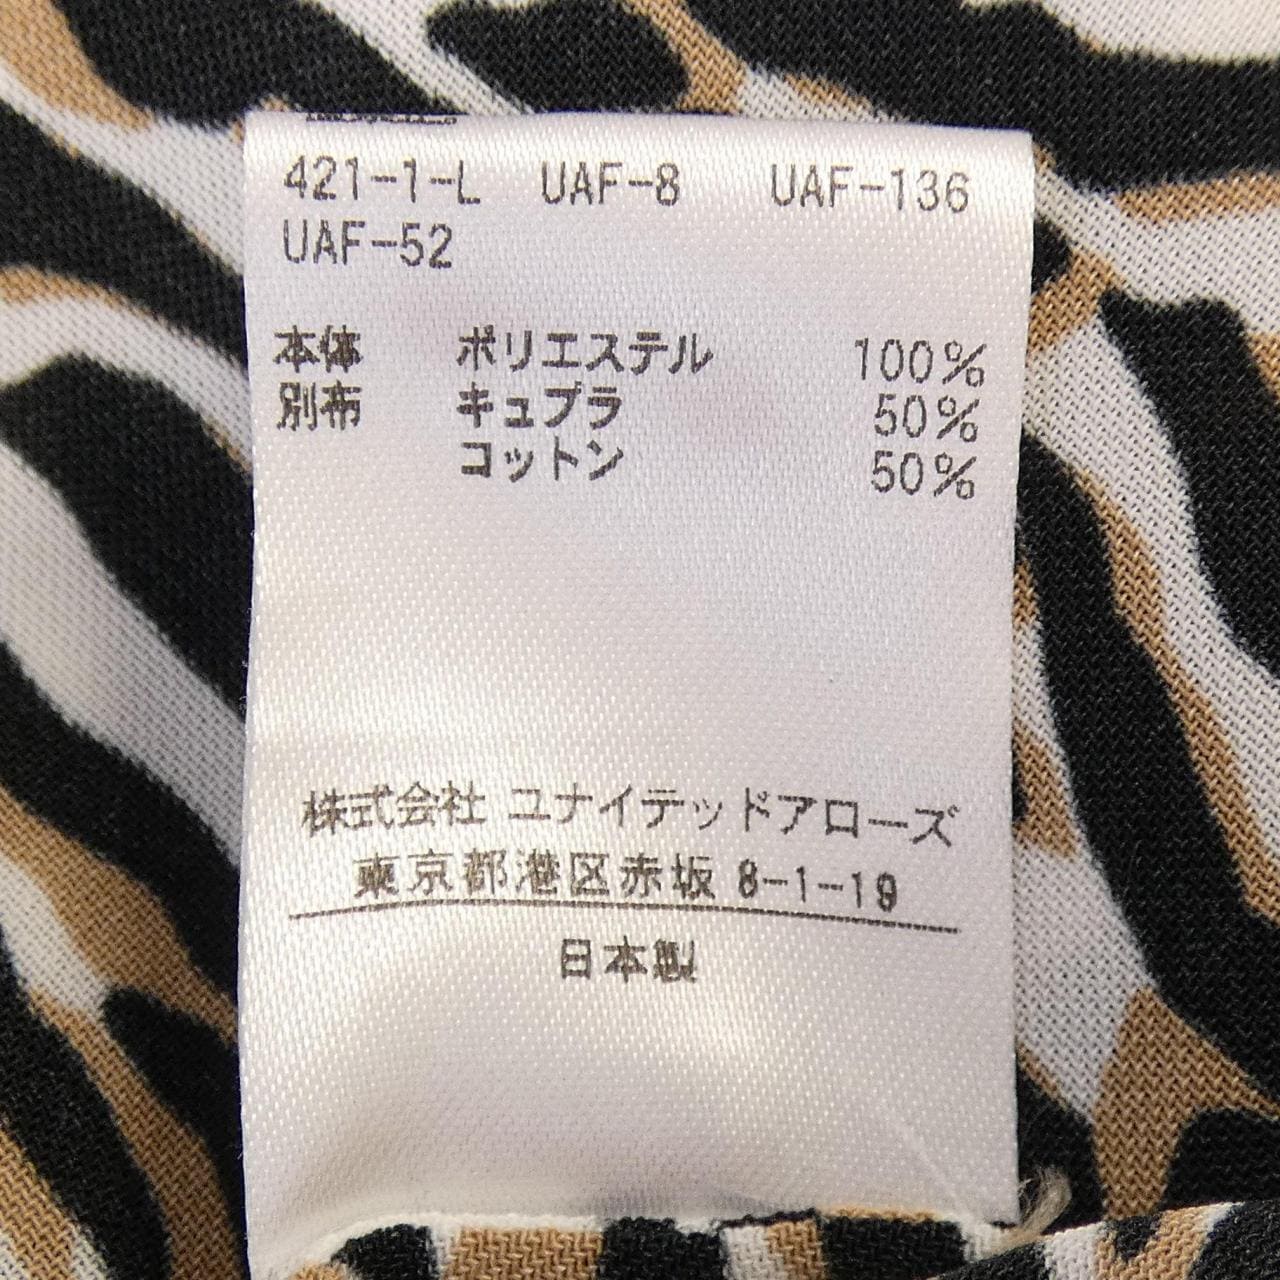 421-1-L UAF-8 UAF-136
UAF-52
本体 ポリエステル 100%
別布 キュプラ 50%
コットン 50%
株式会社 ユナイテッドアローズ
東京都港区赤坂 8-1-19
日本製